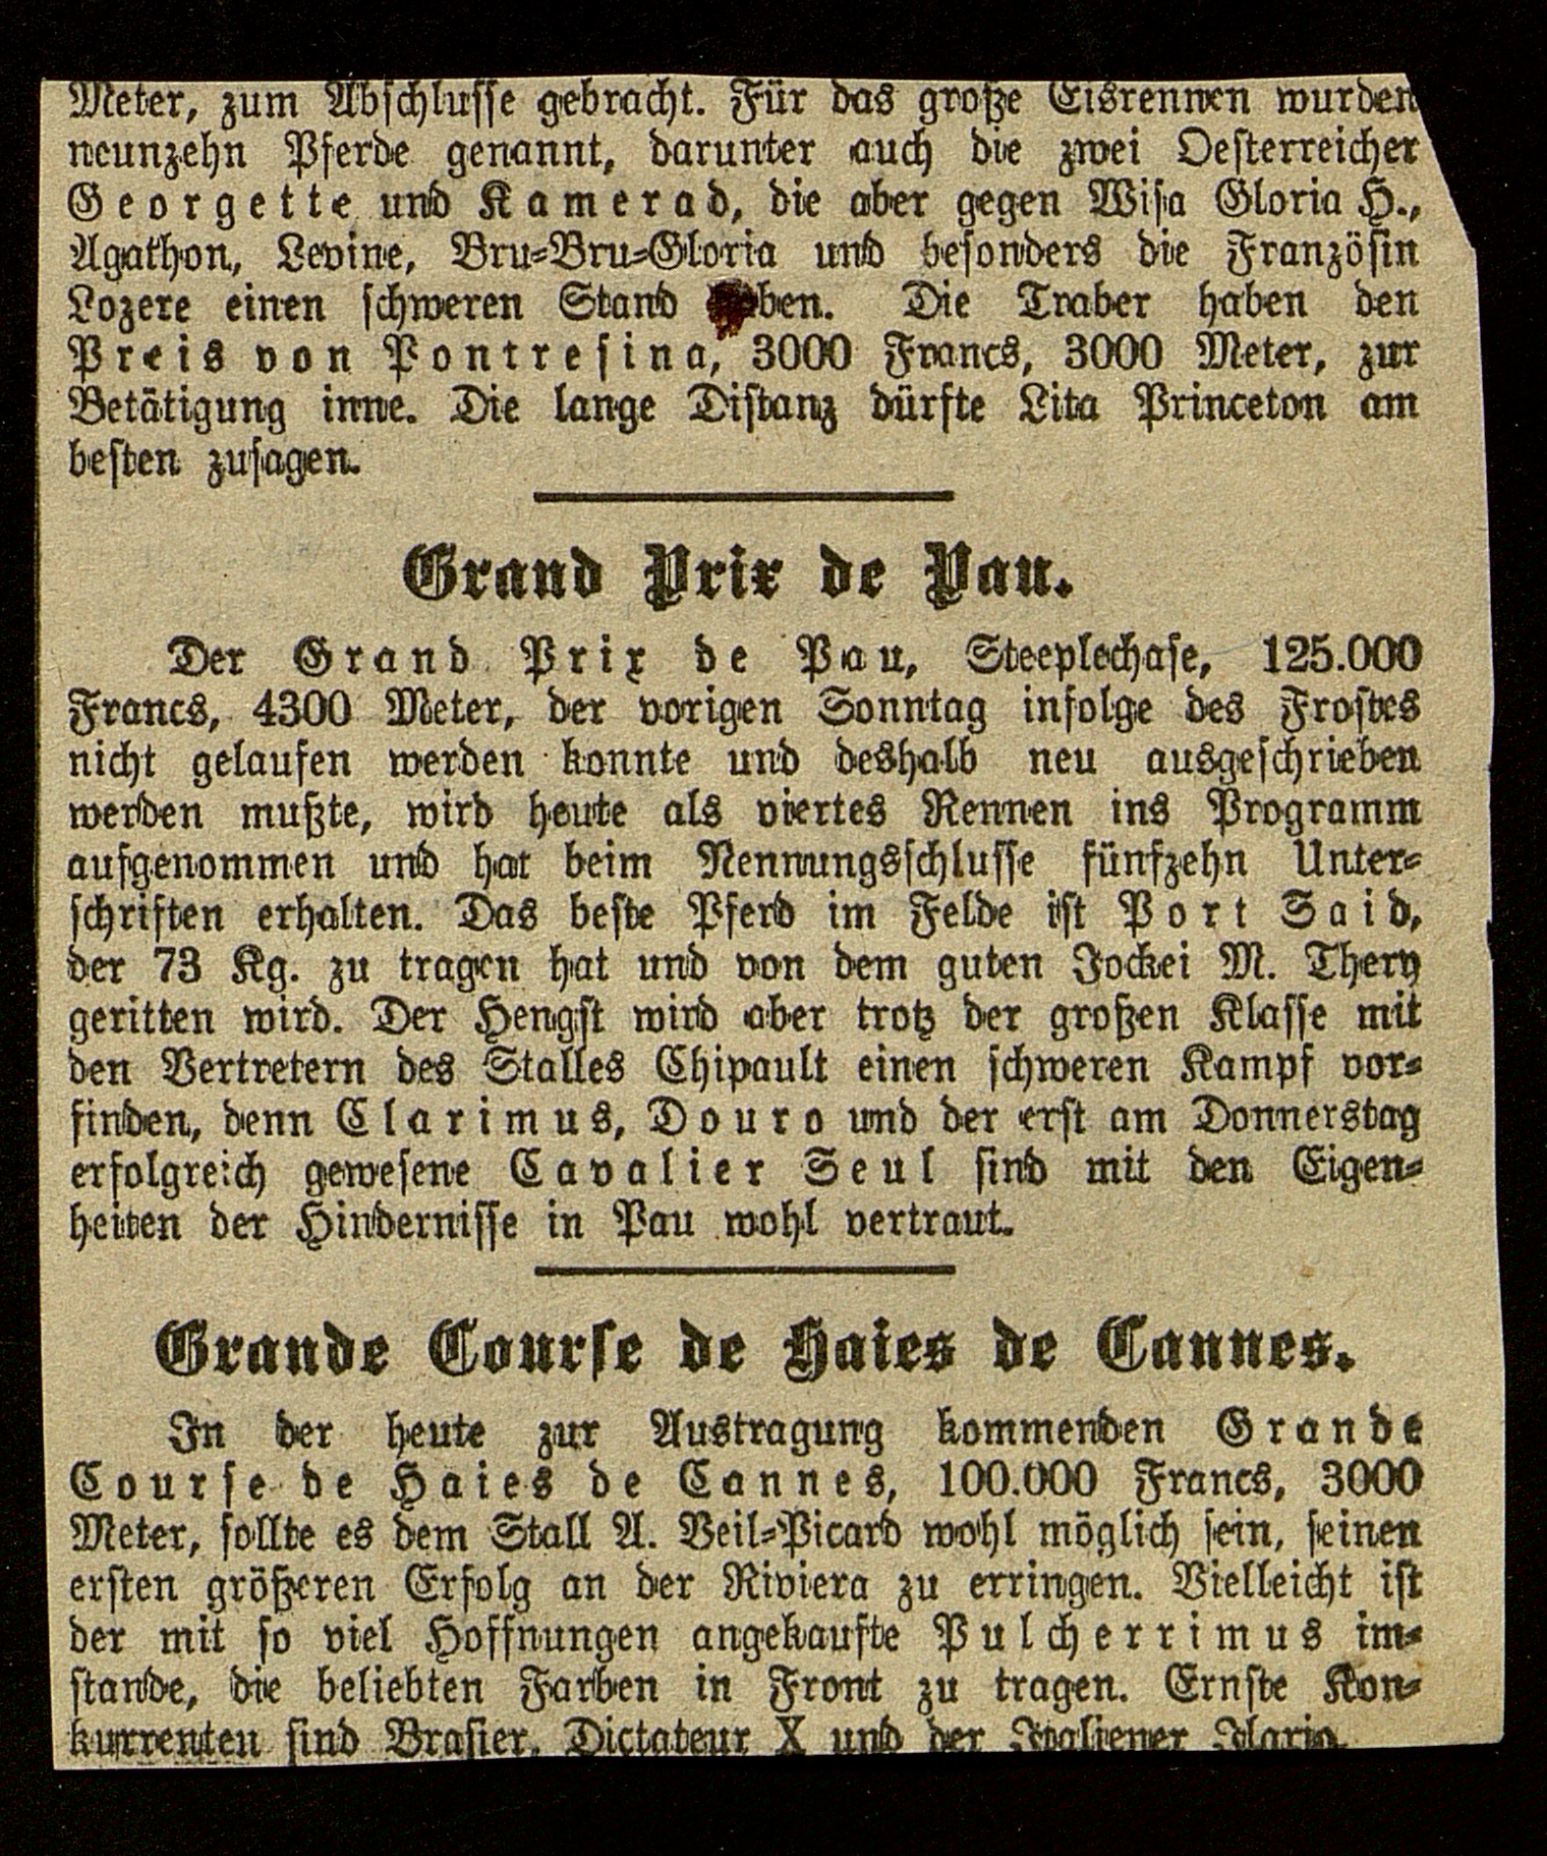 Meter, zum Abschlusse gebracht. Für das große Eisrennen wurden
neunzehn Pferde genannt, darunter auch die zwei Oesterreicher
Georgette und Kamerad, die aber gegen Wisa Gloria H.,
Agathon, Levine, Bru-Bru-Gloria und besonders die Französin
Lozere einen schweren Stand haben. Die Traber haben den
Preis von Pontresina, 3000 Francs, 3000 Meter, zur
Betätigung inne. Die lange Distanz dürfte Lita Princeton am
besten zusagen.
Grand Prix de Pau.
Der Grand Prix de Pau, Steeplechase, 125.000
Francs, 4300 Meter, der vorigen Sonntag infolge des Frostes
nicht gelaufen werden konnte und deshalb neu ausgeschrieben
werden mußte, wird heute als viertes Rennen ins Programm
aufgenommen und hat beim Nennungsschlusse fünfzehn Unter-
schriften erhalten. Das beste Pferd im Felde ist Port Said,
der 73 Kg. zu tragen hat und von dem guten Jockei M. Thery
geritten wird. Der Hengst wird aber trotz der großen Klasse mit
den Vertretern des Stalles Chipault einen schweren Kampf vor-
finden, denn Clarimus, Douro und der erst am Donnerstag
erfolgreich gewesene Cavalier Seul sind mit den Eigen-
heiten der Hindernisse in Pau wohl vertraut.
Grande Course de Haies de Cannes.
In der heute zur Austragung kommenden Grande
Course de Haies de Cannes, 100.000 Francs, 3000
Meter, sollte es dem Stall A. Veil-Picard wohl möglich sein, seinen
ersten größeren Erfolg an der Riviera zu erringen. Vielleicht ist
der mit so viel Hoffnungen angekaufte Pulcherrimus im-
stande, die beliebten Farben in Front zu tragen. Ernste Kon-
kurrenten sind Brasier, Dictateur X und der Italiener Ilario.